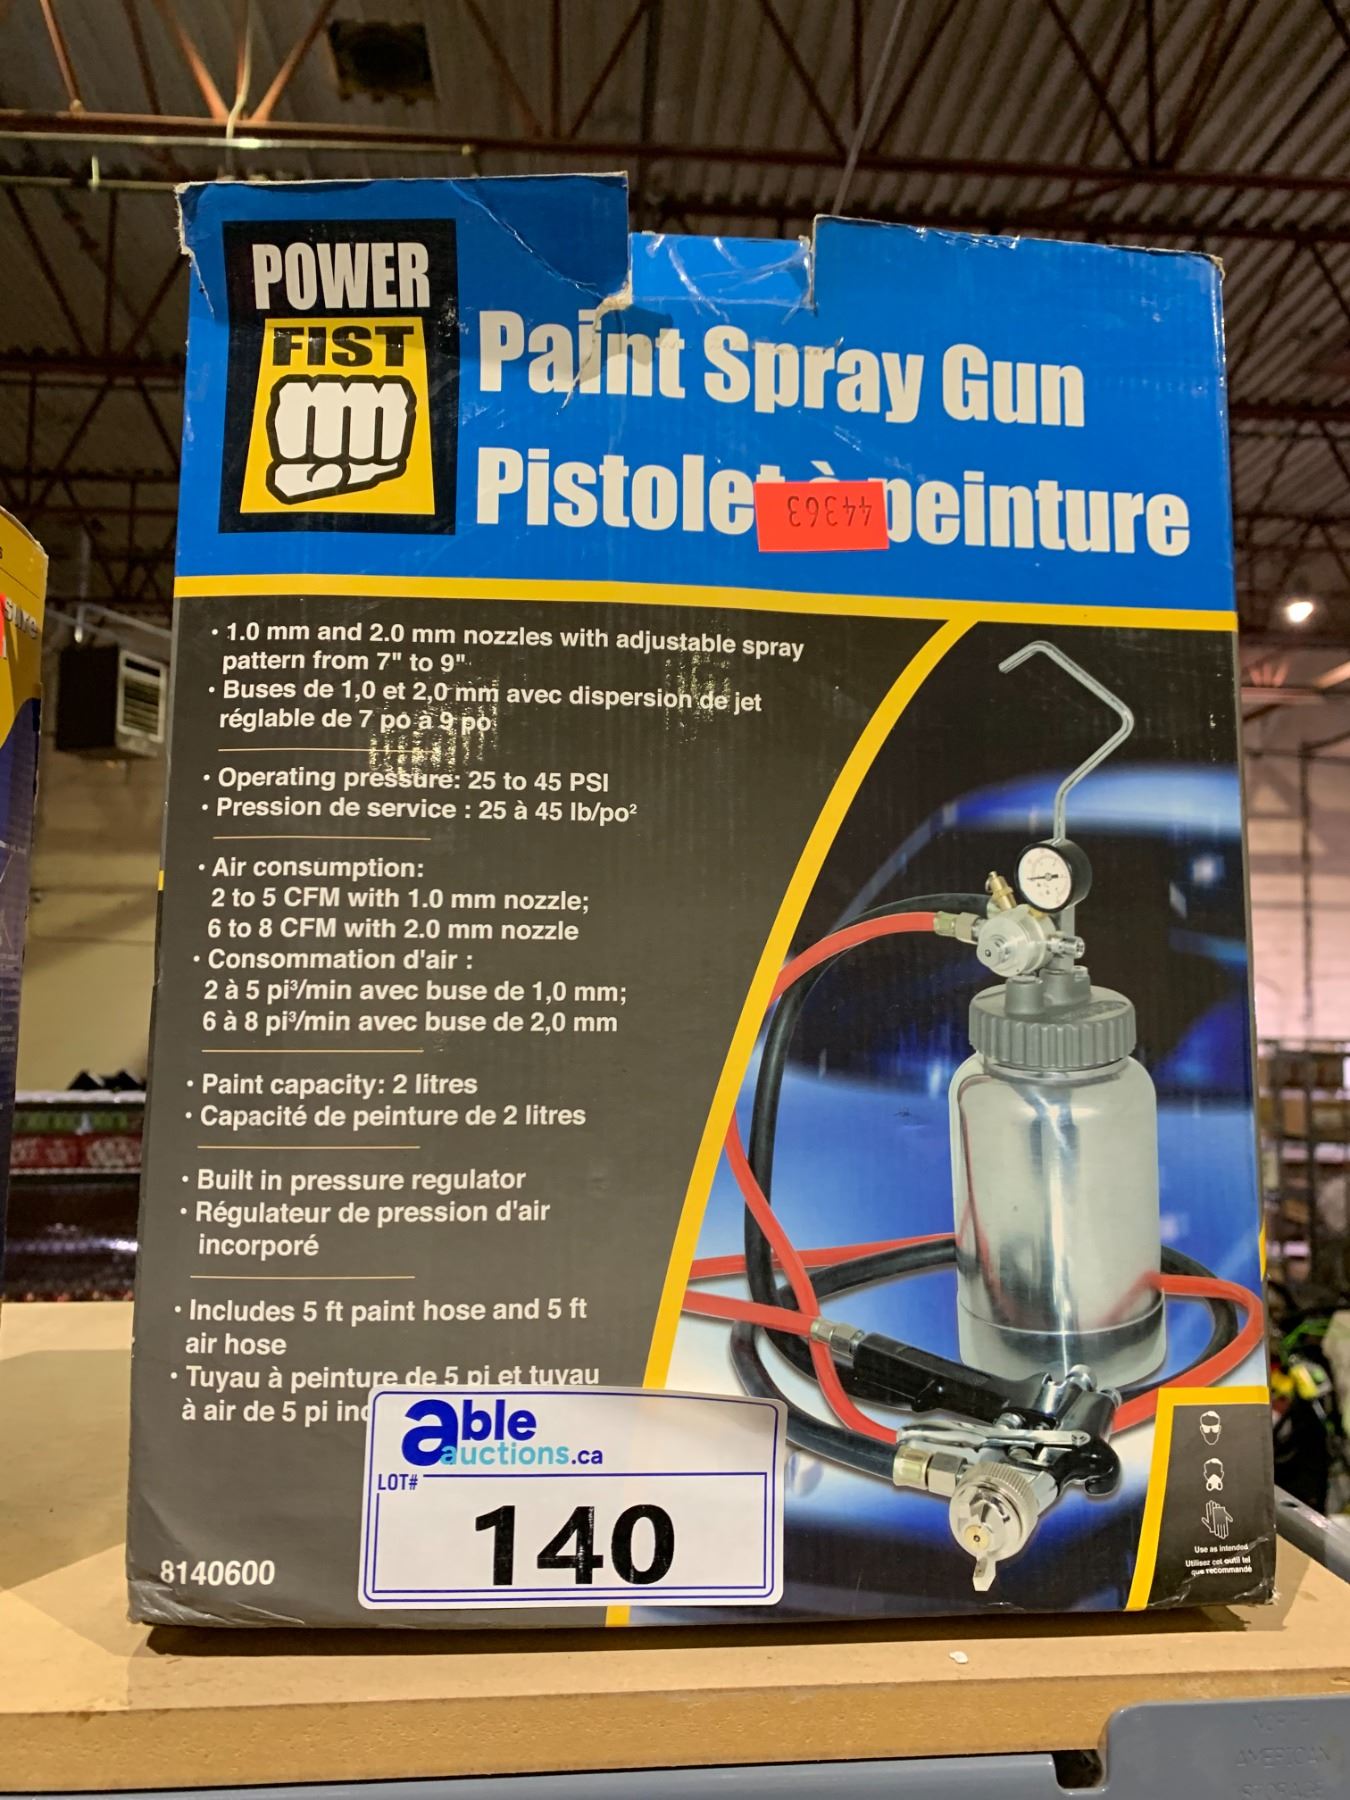 POWER
FIST
Paint Spray Gun
Pistolet à peinture
44363
• 1.0 mm and 2.0 mm nozzles with adjustable spray
pattern from 7" to 9"
• Buses de 1,0 et 2,0 mm avec dispersion de jet
réglable de 7 po à 9 po
• Operating pressure: 25 to 45 PSI
• Pression de service : 25 à 45 lb/po²
• Air consumption:
2 to 5 CFM with 1.0 mm nozzle;
6 to 8 CFM with 2.0 mm nozzle
• Consommation d'air :
2 à 5 pi³/min avec buse de 1,0 mm;
6 à 8 pi³/min avec buse de 2,0 mm
• Paint capacity: 2 litres
• Capacité de peinture de 2 litres
• Built in pressure regulator
• Régulateur de pression d'air
incorporé
• Includes 5 ft paint hose and 5 ft
air hose
• Tuyau à peinture de 5 pi et tuyau
à air de 5 pi
able
auctions.ca
LOT#
140
8140600
Use as intended
Utilisez cet outil tel
que recommandé
AMERICAN
STORAGE